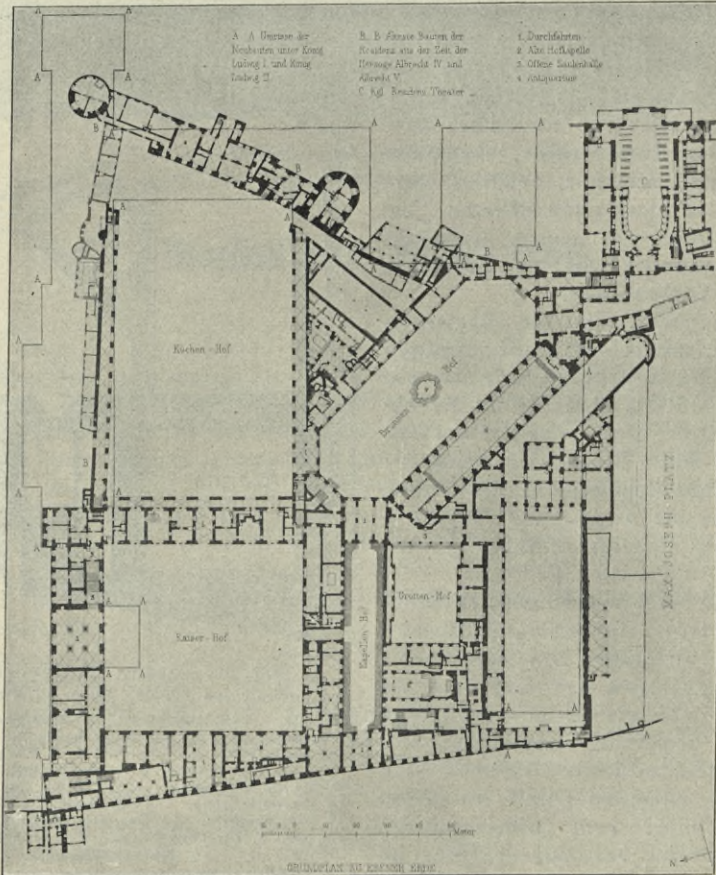 A A Umrisse der
Neubauten unter König
Ludwig I. und König
Ludwig II.
B. B Älteste Bauten der
Residenz aus der Zeit der
Herzoge Albrecht IV. und
Albrecht V.
C. Kgl. Residenz Theater
1. Durchfahrten
2. Alte Hofkapelle
3. Offene Säulenhalle
4. Antiquarium
Küchen-Hof
Brunnen Hof
MAX-JOSEPH PLATZ
Kaiser-Hof
Kapellen-Hof
Grotten-Hof
Meter
GRUNDPLAN ZU EBENER ERDE
N